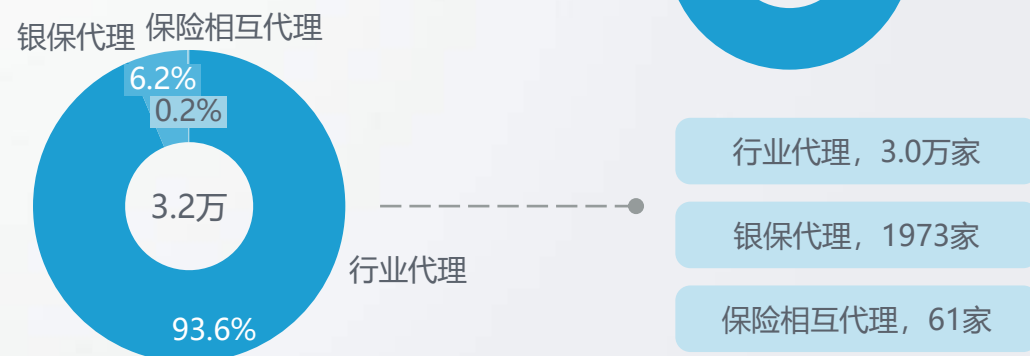 银保代理
保险相互代理
6.2%
0.2%
3.2万
行业代理
93.6%
行业代理，3.0万家
银保代理，1973家
保险相互代理，61家